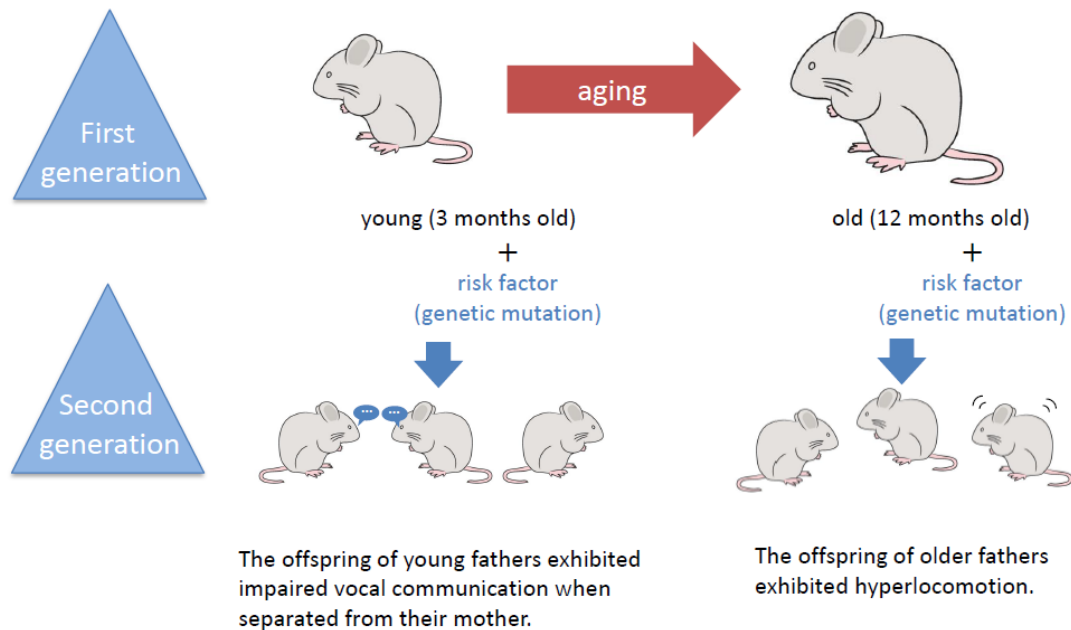 First
generation
aging
young (3 months old)
+
risk factor
(genetic mutation)
old (12 months old)
+
risk factor
(genetic mutation)
Second
generation
...
...
The offspring of young fathers exhibited
impaired vocal communication when
separated from their mother.
The offspring of older fathers
exhibited hyperlocomotion.